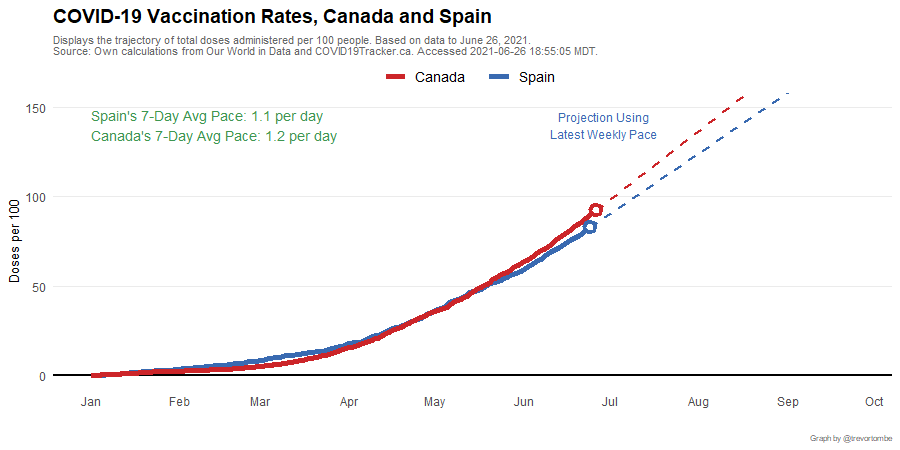 COVID-19 Vaccination Rates, Canada and Spain
Displays the trajectory of total doses administered per 100 people. Based on data to June 26, 2021.
Source: Own calculations from Our World in Data and COVID19Tracker.ca. Accessed 2021-06-26 18:55:05 MDT.
Canada Spain
Spain's 7-Day Avg Pace: 1.1 per day
Canada's 7-Day Avg Pace: 1.2 per day
Projection Using
Latest Weekly Pace
Doses per 100
150
100
50
0
Jan Feb Mar Apr May Jun Jul Aug Sep Oct
Graph by @trevortombe